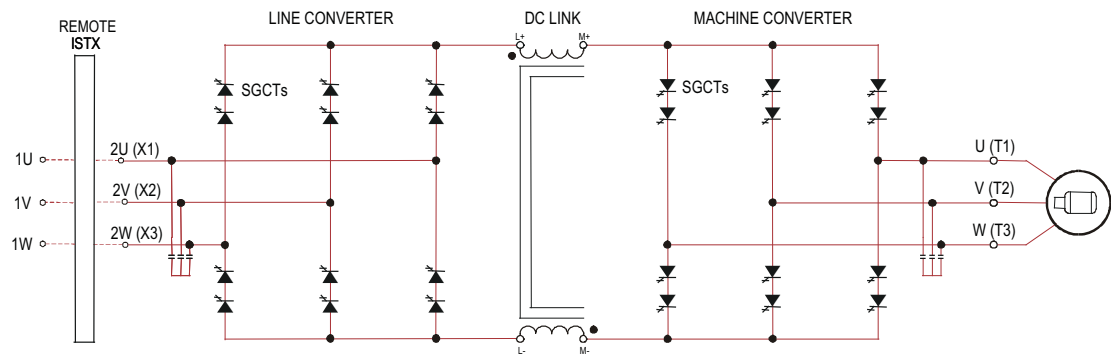 REMOTE
ISTX
LINE CONVERTER
DC LINK
MACHINE CONVERTER
L+
M+
SGCTs
SGCTs
1U
2U (X1)
U (T1)
1V
2V (X2)
V (T2)
1W
2W (X3)
W (T3)
L-
M-